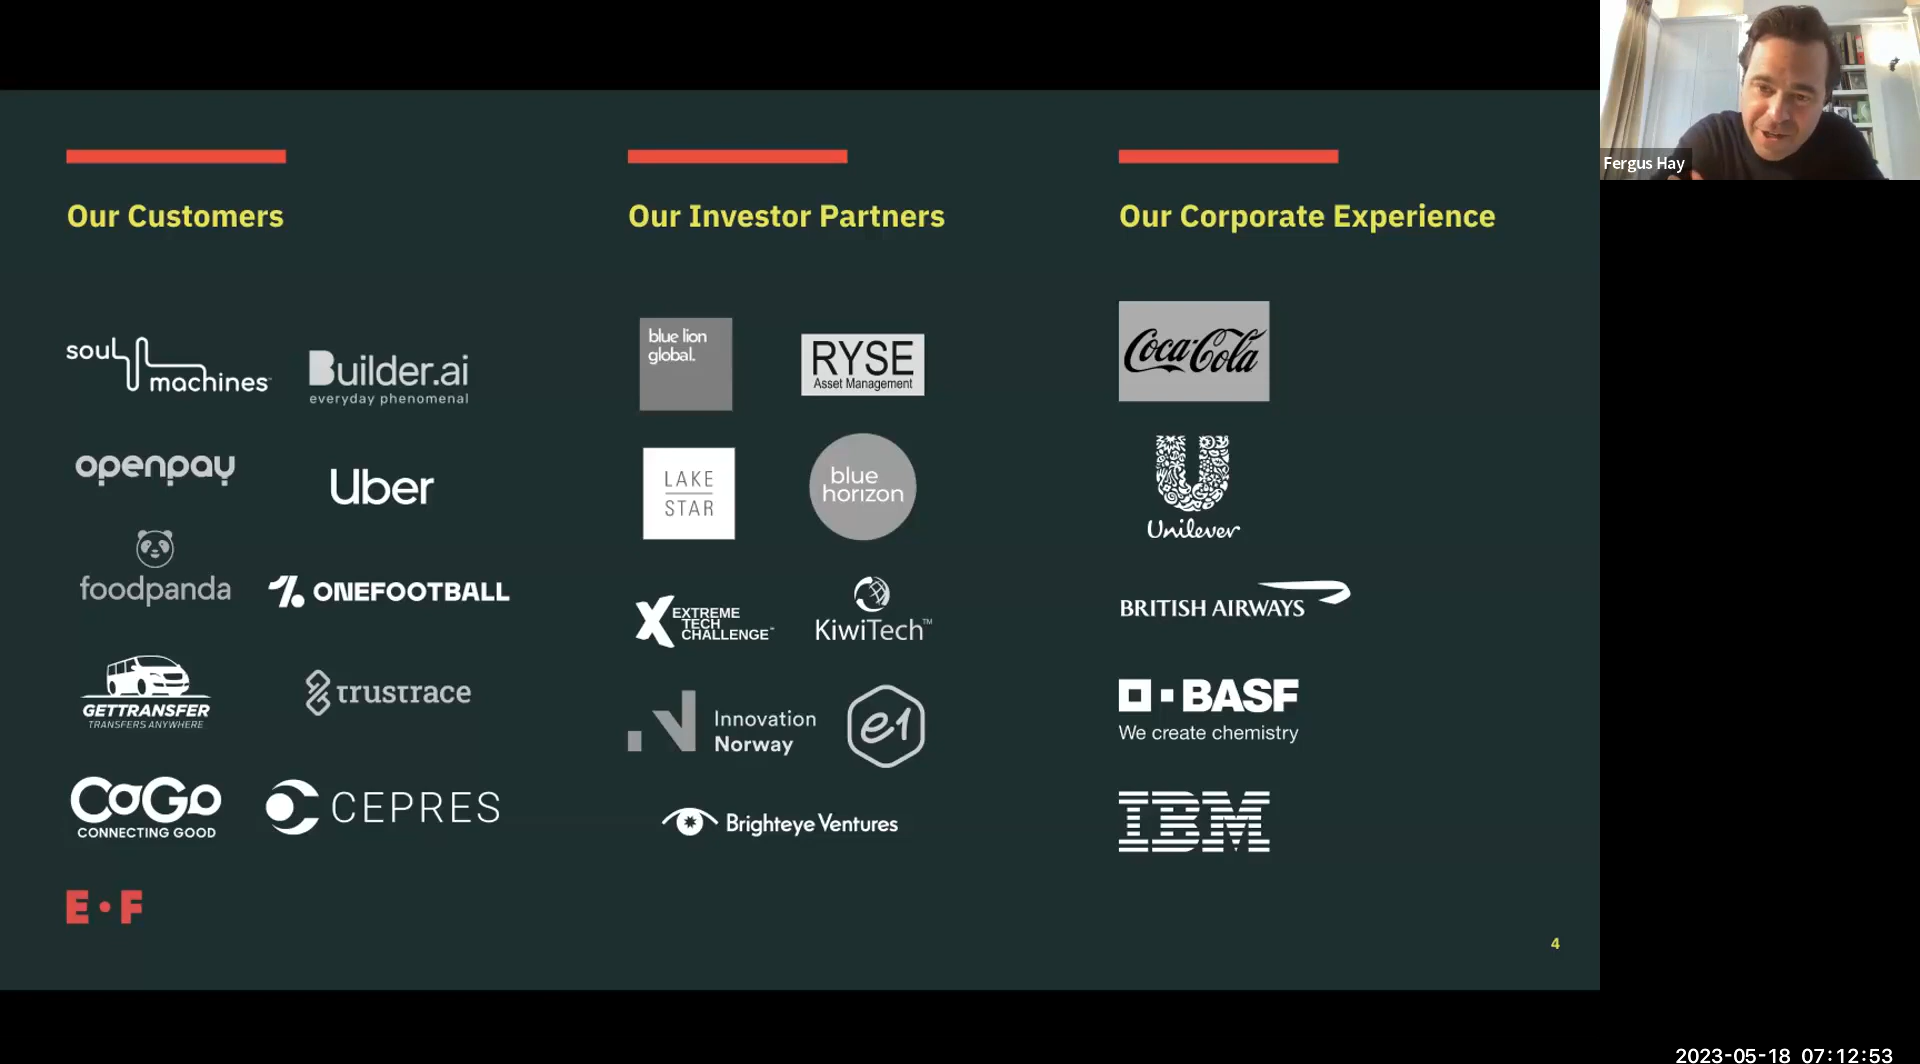 Our Customers
soul machines
Builder.ai
everyday phenomenal
openpay
Uber
foodpanda
ONEFOOTBALL
GETTRANSFER
TRANSFERS ANYWHERE
trustrace
CoGo
CONNECTING GOOD
CEPRES
E•F
Our Investor Partners
blue lion
global.
RYSE
Asset Management
LAKE
STAR
blue
horizon
EXTREME
TECH
CHALLENGE™
KiwiTech™
Innovation
Norway
e1
Brighteye Ventures
Our Corporate Experience
Coca-Cola
Unilever
BRITISH AIRWAYS
BASF
We create chemistry
IBM
4
Fergus Hay
2023-05-18 07:12:53